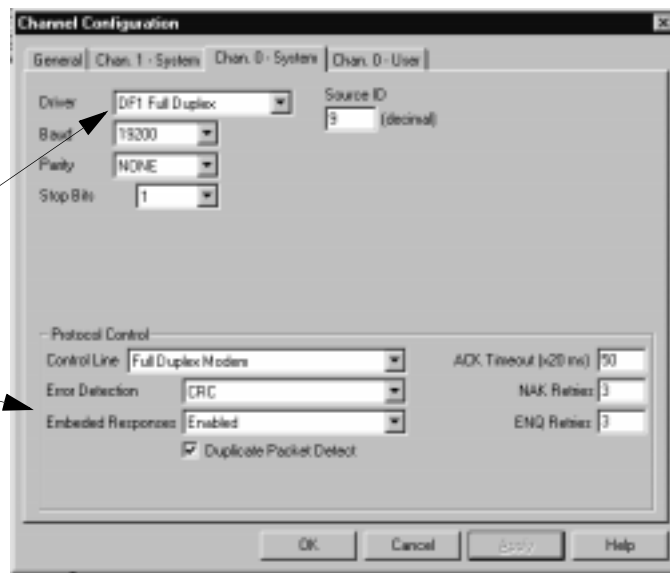 Channel Configuration
General Chan. 1 - System Chan. 0 - System Chan. 0 - User
Driver DF1 Full Duplex Source ID
9 (decimal)
Baud 19200
Parity NONE
Stop Bits 1
Protocol Control
Control Line Full Duplex Modem ACK Timeout (x20 ms) 50
Error Detection CRC NAK Retries 3
Embeded Responses Enabled ENQ Retries 3
Duplicate Packet Detect
OK Cancel Apply Help